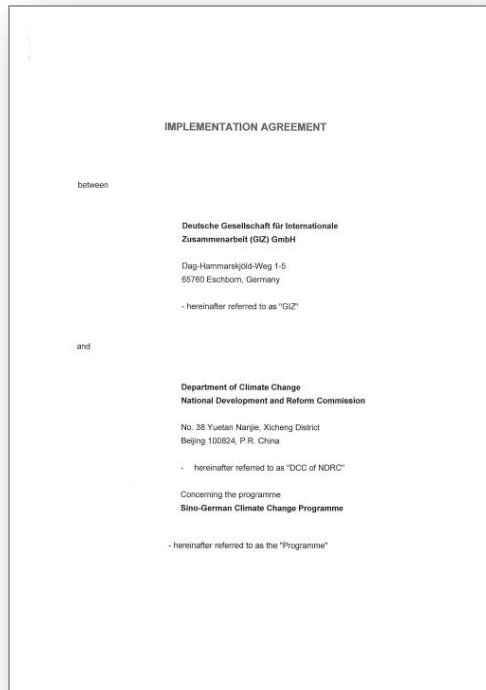 IMPLEMENTATION AGREEMENT
between
Deutsche Gesellschaft für Internationale
Zusammenarbeit (GIZ) GmbH
Dag-Hammarskjöld-Weg 1-5
65760 Eschborn, Germany
- hereinafter referred to as "GIZ"
and
Department of Climate Change
National Development and Reform Commission
No. 38 Yuetan Nanjie, Xicheng District
Beijing 100824, P.R. China
- hereinafter referred to as "DCC of NDRC"
Concerning the programme
Sino-German Climate Change Programme
- hereinafter referred to as the "Programme"